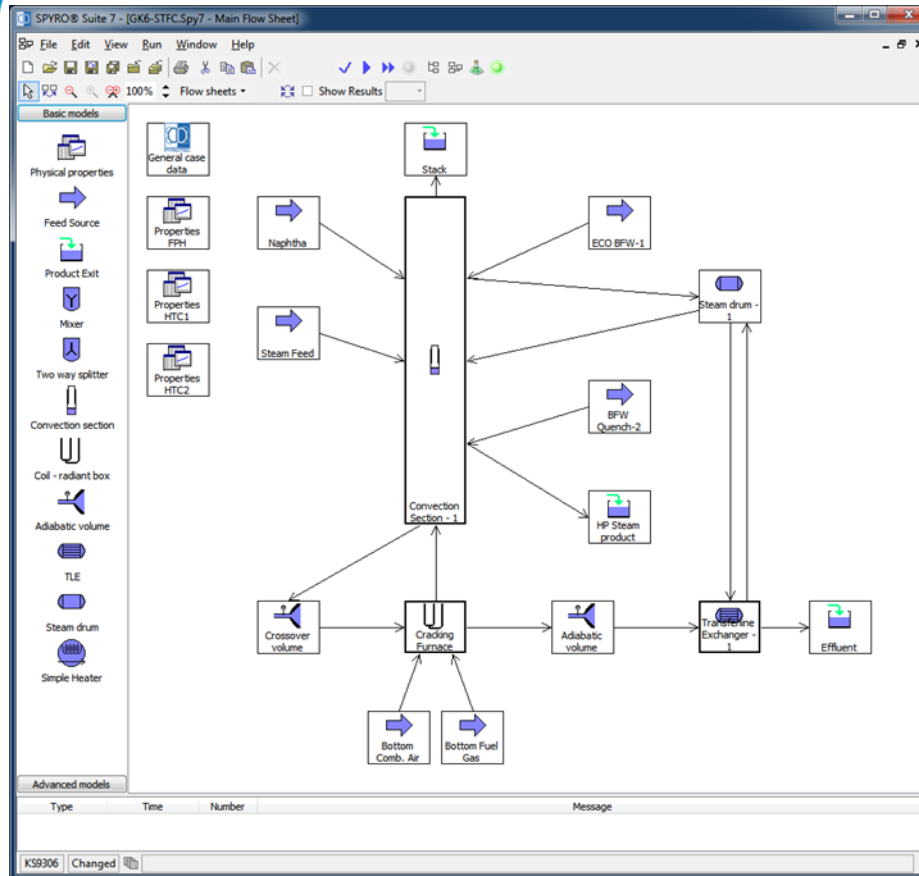 SPYRO® Suite 7 - [GK6-STFC.Spy7 - Main Flow Sheet]
File Edit View Run Window Help
100% Flow sheets Show Results
Basic models
Physical properties
Feed Source
Product Exit
Mixer
Two way splitter
Convection section
Coil - radiant box
Adiabatic volume
TLE
Steam drum
Simple Heater
Advanced models
General case
data
Properties
FPH
Properties
HTC1
Properties
HTC2
Stack
Naphtha
ECO BFW-1
Steam drum -
1
Steam Feed
BFW
Quench-2
Convection
Section - 1
HP Steam
product
Crossover
volume
Cracking
Furnace
Adiabatic
volume
Transferline
Exchanger -
1
Effluent
Bottom
Comb. Air
Bottom Fuel
Gas
Type Time Number Message
KS9306 Changed